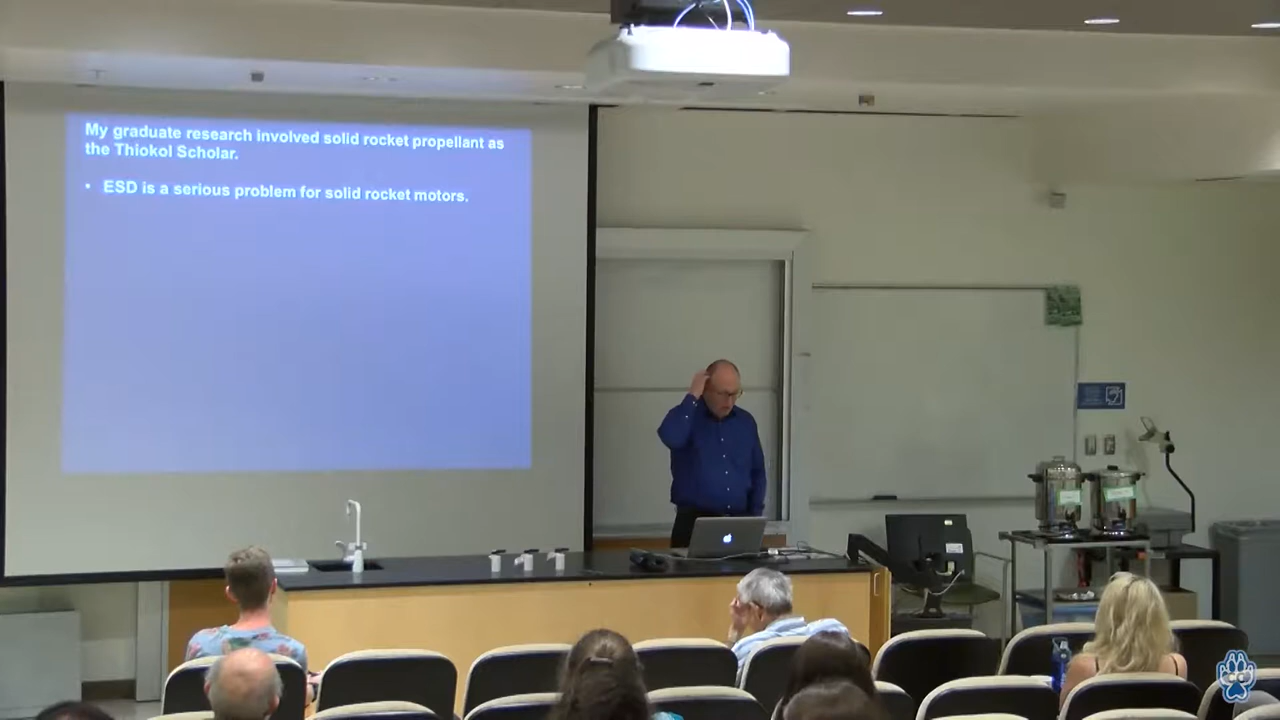 My graduate research involved solid rocket propellant as
the Thiokol Scholar.
• ESD is a serious problem for solid rocket motors.